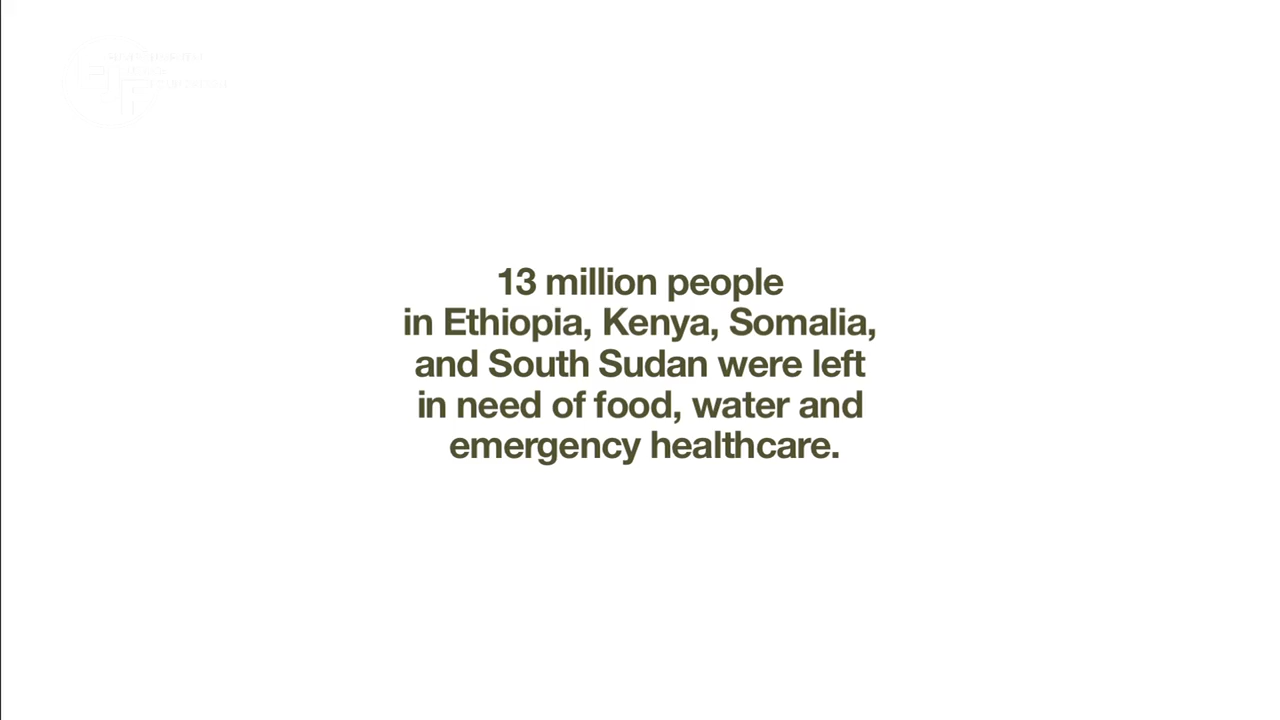 13 million people
in Ethiopia, Kenya, Somalia,
and South Sudan were left
in need of food, water and
emergency healthcare.